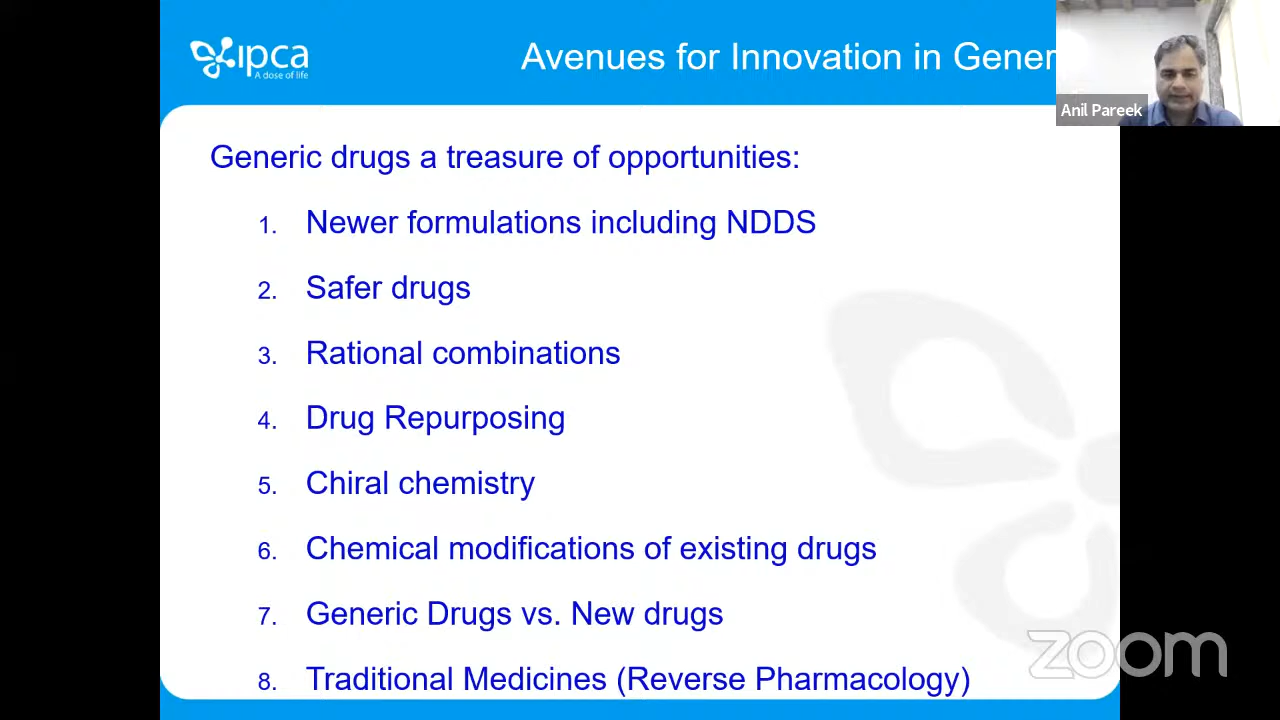 ipca
A dose of life
Avenues for Innovation in Gener
Anil Pareek
Generic drugs a treasure of opportunities:
1. Newer formulations including NDDS
2. Safer drugs
3. Rational combinations
4. Drug Repurposing
5. Chiral chemistry
6. Chemical modifications of existing drugs
7. Generic Drugs vs. New drugs
8. Traditional Medicines (Reverse Pharmacology)
zoom